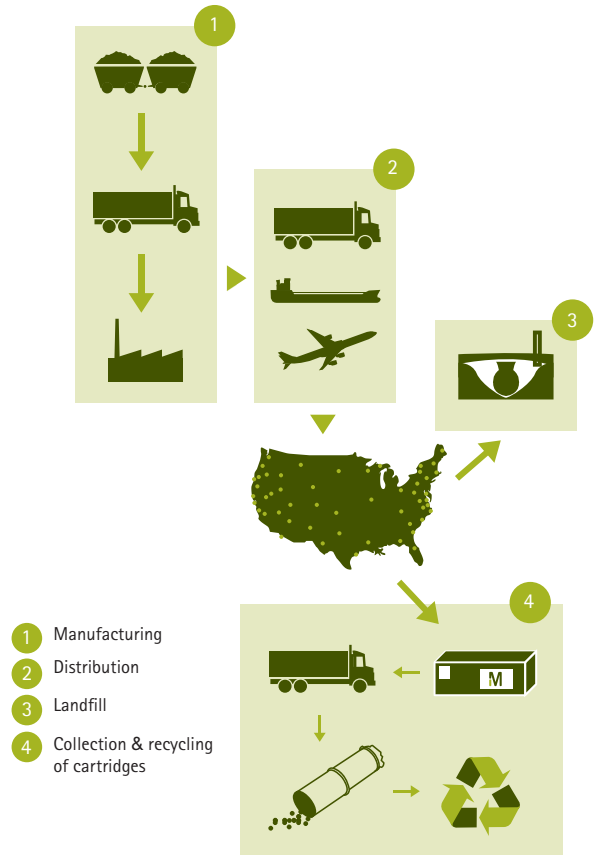 1
2
3
4
M
1 Manufacturing
2 Distribution
3 Landfill
4 Collection & recycling
of cartridges